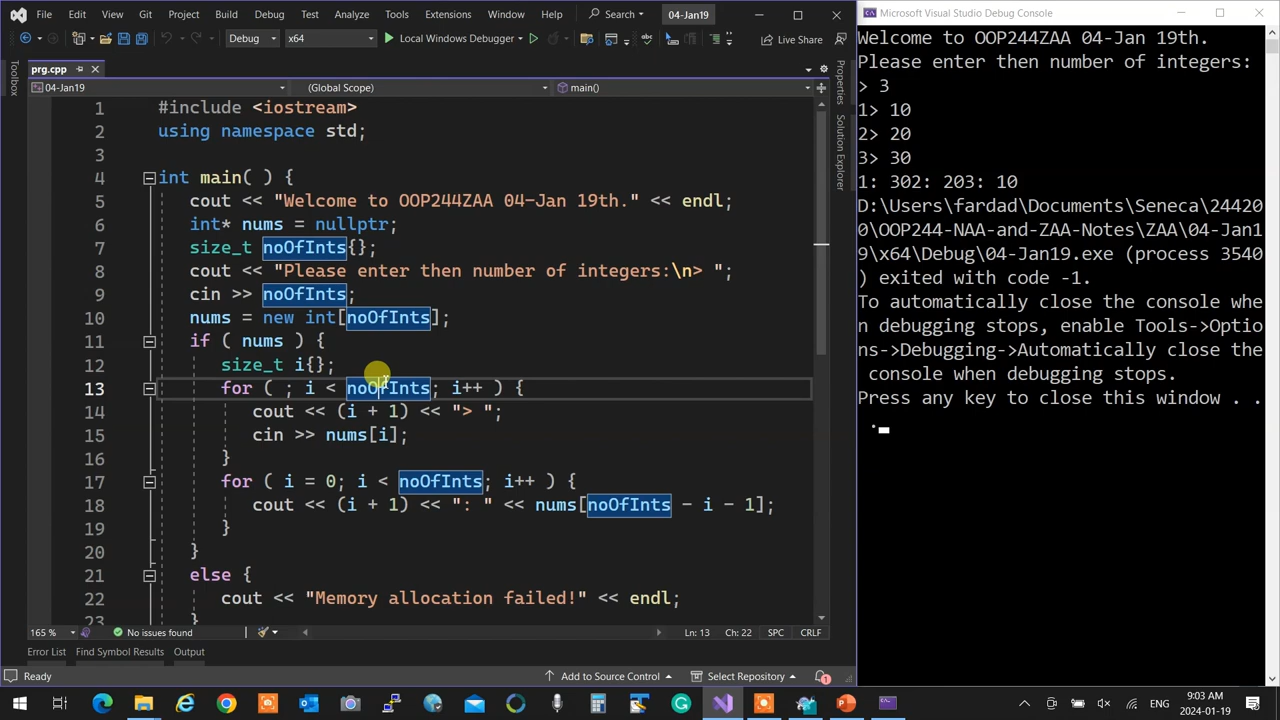 File Edit View Git Project Build Debug Test Analyze Tools Extensions Window Help Search 04-Jan19
Debug x64 Local Windows Debugger Live Share
prg.cpp
04-Jan19 (Global Scope) main()
Toolbox
1 #include <iostream>
2 using namespace std;
3
4 int main( ) {
5 cout << "Welcome to OOP244ZAA 04-Jan 19th." << endl;
6 int* nums = nullptr;
7 size_t noOfInts{};
8 cout << "Please enter then number of integers:\n> ";
9 cin >> noOfInts;
10 nums = new int[noOfInts];
11 if ( nums ) {
12 size_t i{};
13 for ( ; i < noOfInts; i++ ) {
14 cout << (i + 1) << "> ";
15 cin >> nums[i];
16 }
17 for ( i = 0; i < noOfInts; i++ ) {
18 cout << (i + 1) << ": " << nums[noOfInts - i - 1];
19 }
20 }
21 else {
22 cout << "Memory allocation failed!" << endl;
23 }
Properties
Solution Explorer
165 % No issues found Ln: 13 Ch: 22 SPC CRLF
Error List Find Symbol Results Output
Ready Add to Source Control Select Repository 1
Microsoft Visual Studio Debug Console
Welcome to OOP244ZAA 04-Jan 19th.
Please enter then number of integers:
> 3
1> 10
2> 20
3> 30
1: 302: 203: 10
D:\Users\fardad\Documents\Seneca\24420
0\OOP244-NAA-and-ZAA-Notes\ZAA\04-Jan1
9\x64\Debug\04-Jan19.exe (process 3540
) exited with code -1.
To automatically close the console whe
n debugging stops, enable Tools->Optio
ns->Debugging->Automatically close the
console when debugging stops.
Press any key to close this window . .
.
ENG 9:03 AM
2024-01-19